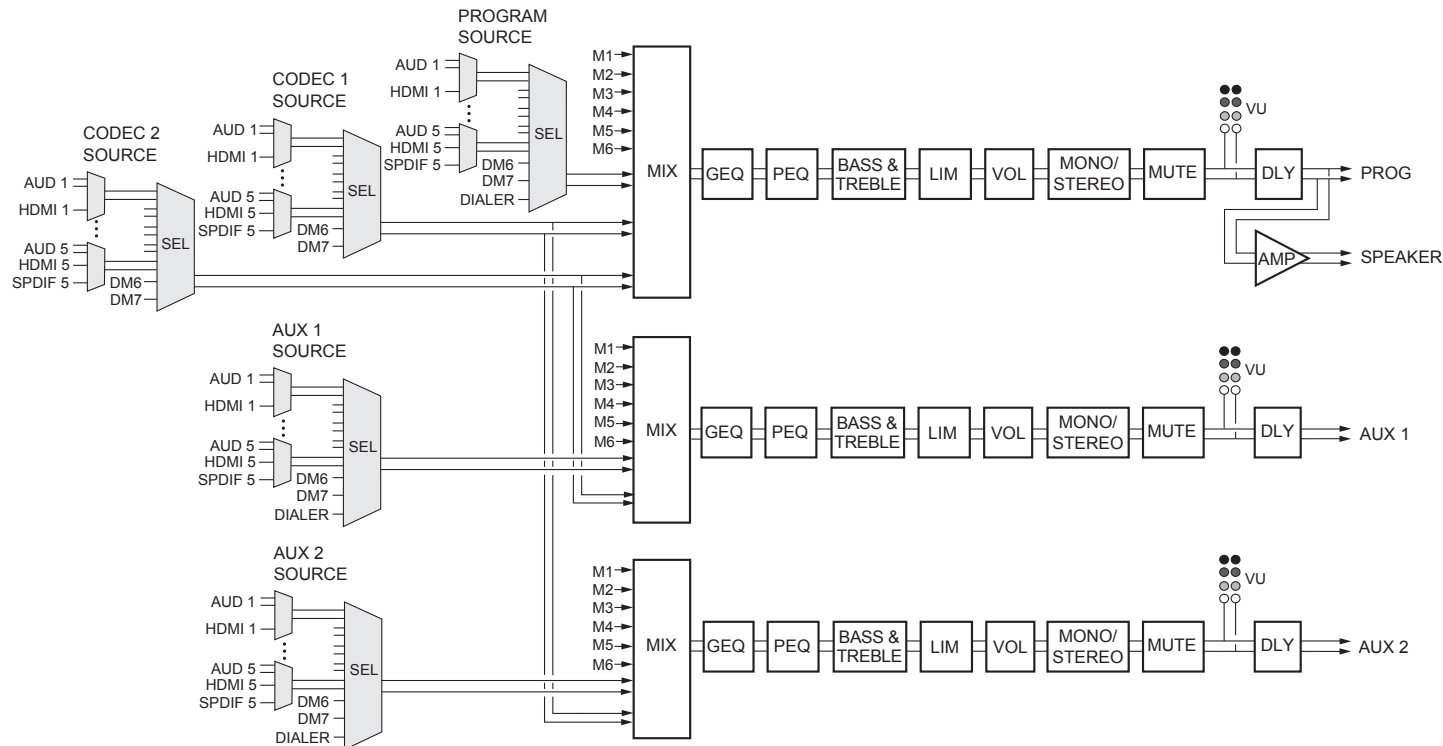 PROGRAM
SOURCE
AUD 1
HDMI 1
AUD 5
HDMI 5
SPDIF 5
DM6
DM7
DIALER
SEL
CODEC 1
SOURCE
AUD 1
HDMI 1
AUD 5
HDMI 5
SPDIF 5
DM6
DM7
SEL
CODEC 2
SOURCE
AUD 1
HDMI 1
AUD 5
HDMI 5
SPDIF 5
DM6
DM7
SEL
M1
M2
M3
M4
M5
M6
MIX
GEQ
PEQ
BASS &
TREBLE
LIM
VOL
MONO/
STEREO
MUTE
VU
DLY
PROG
AMP
SPEAKER
AUX 1
SOURCE
AUD 1
HDMI 1
AUD 5
HDMI 5
SPDIF 5
DM6
DM7
DIALER
SEL
M1
M2
M3
M4
M5
M6
MIX
GEQ
PEQ
BASS &
TREBLE
LIM
VOL
MONO/
STEREO
MUTE
VU
DLY
AUX 1
AUX 2
SOURCE
AUD 1
HDMI 1
AUD 5
HDMI 5
SPDIF 5
DM6
DM7
DIALER
SEL
M1
M2
M3
M4
M5
M6
MIX
GEQ
PEQ
BASS &
TREBLE
LIM
VOL
MONO/
STEREO
MUTE
VU
DLY
AUX 2